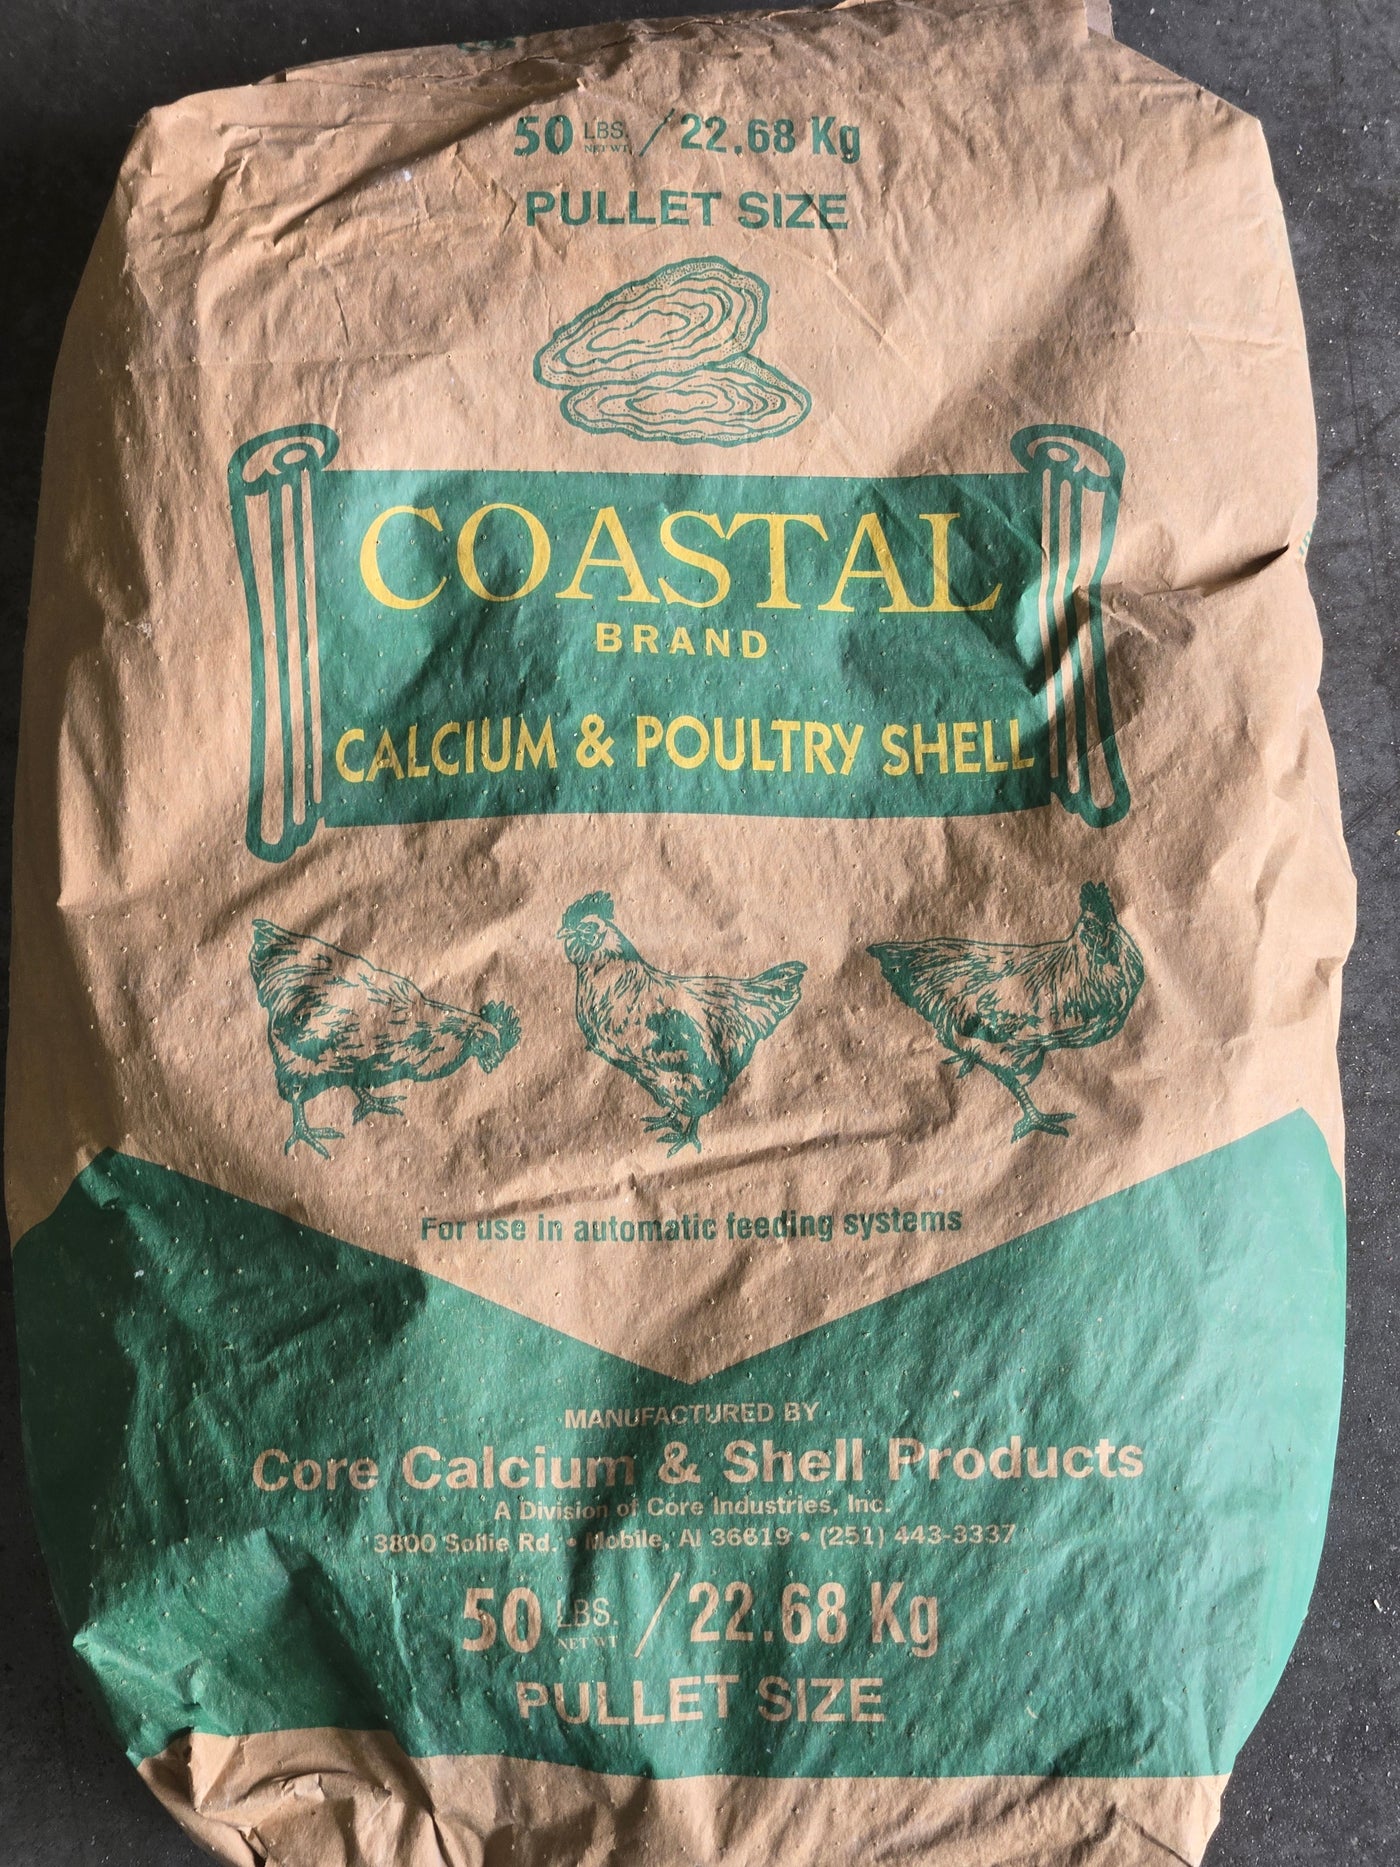 50 LBS. NET WT. / 22.68 Kg
PULLET SIZE
COASTAL
BRAND
CALCIUM & POULTRY SHELL
For use in automatic feeding systems
MANUFACTURED BY
Core Calcium & Shell Products
A Division of Core Industries, Inc.
3800 Sollie Rd. • Mobile, Al 36619 • (251) 443-3337
50 LBS. NET WT / 22.68 Kg
PULLET SIZE